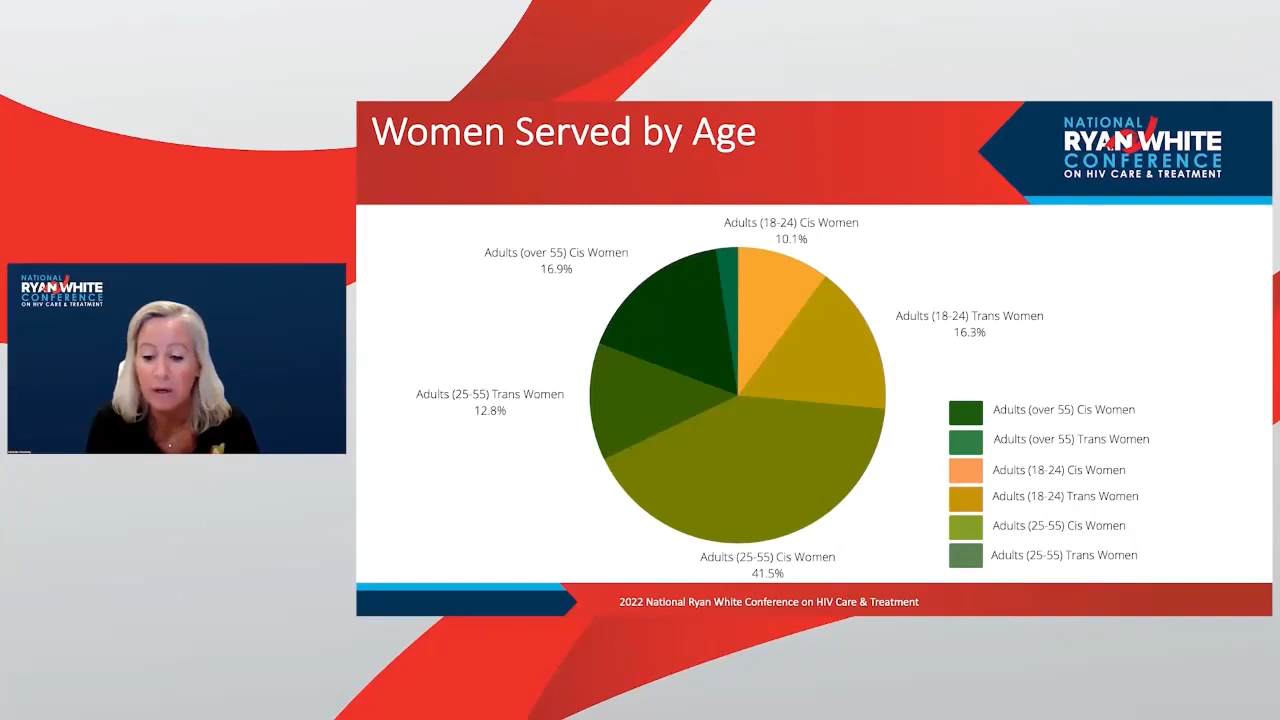 Women Served by Age
NATIONAL
RYAN WHITE
CONFERENCE
ON HIV CARE & TREATMENT
Adults (18-24) Cis Women
10.1%
Adults (over 55) Cis Women
16.9%
Adults (18-24) Trans Women
16.3%
Adults (25-55) Trans Women
12.8%
Adults (25-55) Cis Women
41.5%
Adults (over 55) Cis Women
Adults (over 55) Trans Women
Adults (18-24) Cis Women
Adults (18-24) Trans Women
Adults (25-55) Cis Women
Adults (25-55) Trans Women
2022 National Ryan White Conference on HIV Care & Treatment
NATIONAL
RYAN WHITE
CONFERENCE
ON HIV CARE & TREATMENT